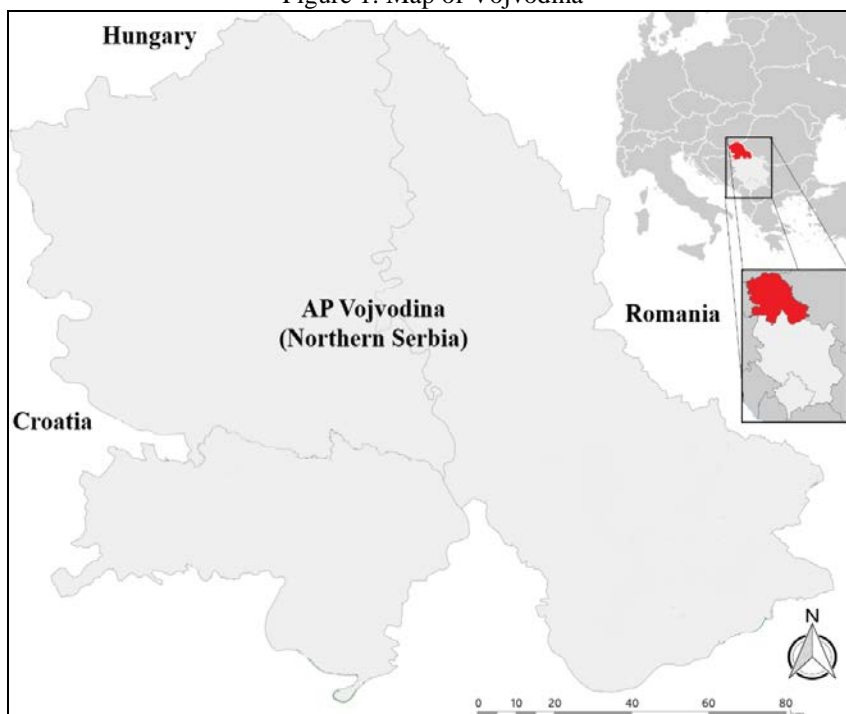 Figure 1. Map of Vojvodina
Hungary
AP Vojvodina
(Northern Serbia)
Romania
Croatia
N
0 10 20 40 60 80